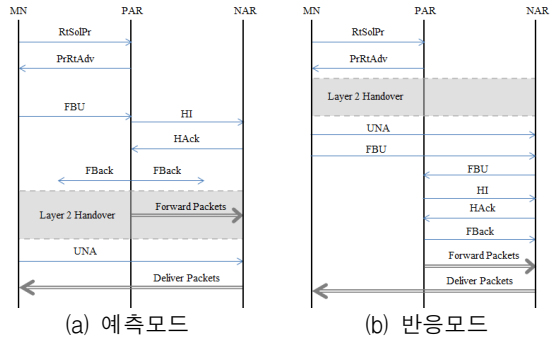 MN PAR NAR
RtSolPr
PrRtAdv
FBU
HI
HAck
FBack FBack
Forward Packets
Layer 2 Handover
UNA
Deliver Packets
(a) 예측모드
MN PAR NAR
RtSolPr
PrRtAdv
Layer 2 Handover
UNA
FBU
FBU
HI
HAck
FBack
Forward Packets
Deliver Packets
(b) 반응모드